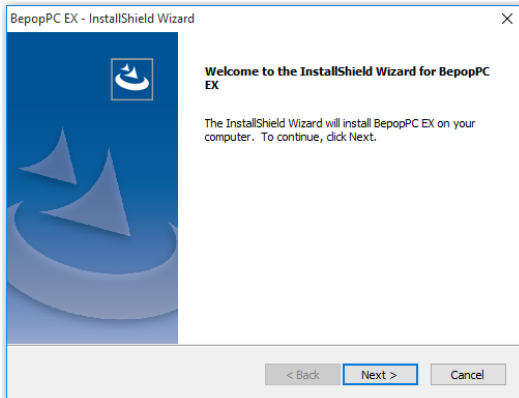 BepopPC EX - InstallShield Wizard
Welcome to the InstallShield Wizard for BepopPC
EX
The InstallShield Wizard will install BepopPC EX on your
computer. To continue, click Next.
< Back
Next >
Cancel